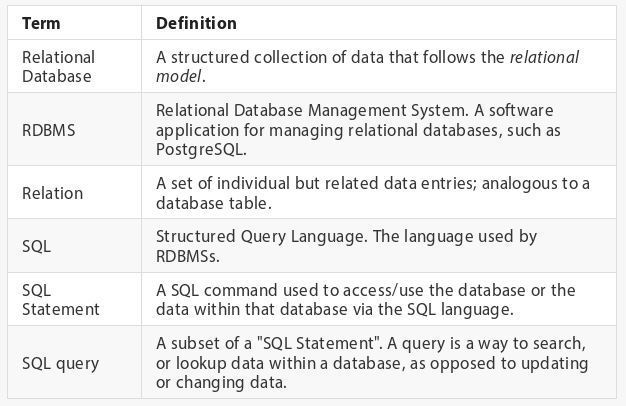 Term Definition
Relational A structured collection of data that follows the relational
Database model.
Relational Database Management System. A software
RDBMS application for managing relational databases, such as
PostgreSQL.
Relation A set of individual but related data entries; analogous to a
database table.
SQL Structured Query Language. The language used by
RDBMSs.
SQL A SQL command used to access/use the database or the
Statement data within that database via the SQL language.
A subset of a "SQL Statement". A query is a way to search,
SQL query or lookup data within a database, as opposed to updating
or changing data.